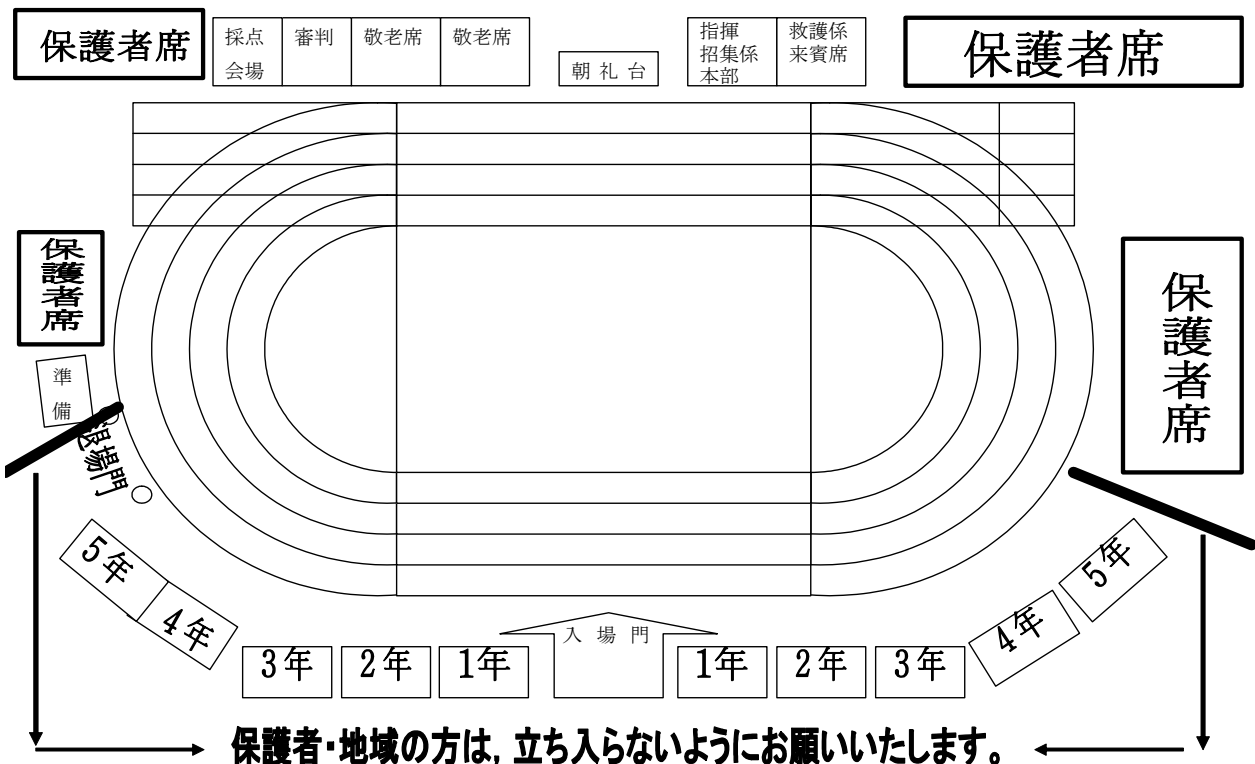 保護者席
採点
会場
審判
敬老席
敬老席
朝礼台
指揮
招集係
本部
救護係
来賓席
保護者席
保護者席
保護者席
準備
退場門
5年
4年
3年
2年
1年
入場門
1年
2年
3年
4年
5年
保護者・地域の方は，立ち入らないようにお願いいたします。